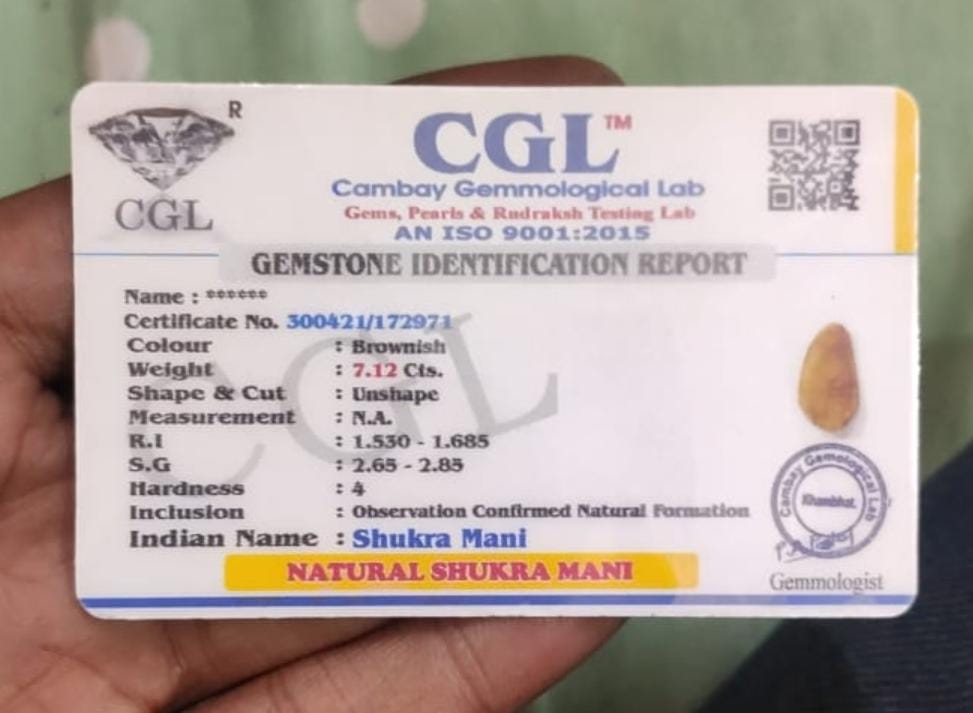 R
CGL
CGL™
Cambay Gemmological Lab
Gems, Pearls & Rudraksh Testing Lab
AN ISO 9001:2015
GEMSTONE IDENTIFICATION REPORT
Name : ******
Certificate No. 300421/172971
Colour : Brownish
Weight : 7.12 Cts.
Shape & Cut : Unshape
Measurement : N.A.
R.I : 1.530 - 1.685
S.G : 2.65 - 2.85
Hardness : 4
Inclusion : Observation Confirmed Natural Formation
Indian Name : Shukra Mani
NATURAL SHUKRA MANI
CGL
Cambay Gemological Lab
Khambhat.
Gemmologist